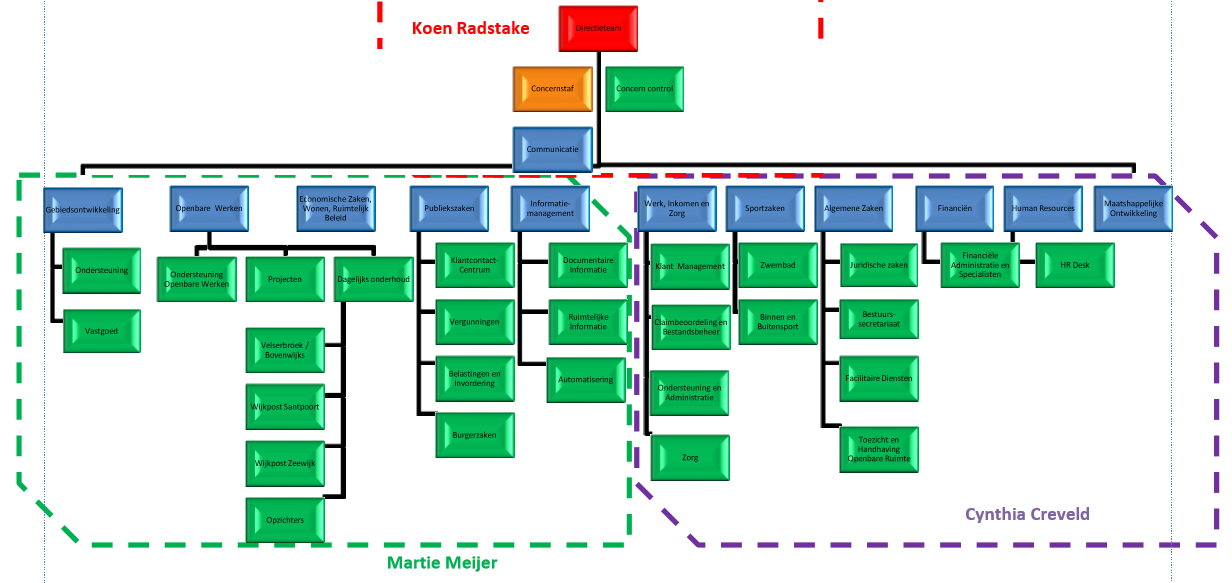 Koen Radstake
Directieteam
Concernstaf
Concern control
Communicatie
Gebiedsontwikkeling
Openbare Werken
Economische Zaken,
Wonen, Ruimtelijk
Beleid
Publiekszaken
Informatie-
management
Werk, Inkomen en
Zorg
Sportzaken
Algemene Zaken
Financiën
Human Resources
Maatshappelijke
Ontwikkeling
Ondersteuning
Vastgoed
Ondersteuning
Openbare Werken
Projecten
Dagelijks onderhoud
Velserbroek /
Bovenwijks
Wijkpost Santpoort
Wijkpost Zeewijk
Opzichters
Klantcontact-
Centrum
Vergunningen
Belastingen en
Invordering
Burgerzaken
Documentaire
Informatie
Ruimtelijke
Informatie
Automatisering
Klant Management
Claimbeoordeling en
Bestandsbeheer
Ondersteuning en
Administratie
Zorg
Zwembad
Binnen en
Buitensport
Juridische zaken
Bestuurs-
secretariaat
Facilitaire Diensten
Toezicht en
Handhaving
Openbare Ruimte
Financiële
Administratie en
Specialisten
HR Desk
Martie Meijer
Cynthia Creveld